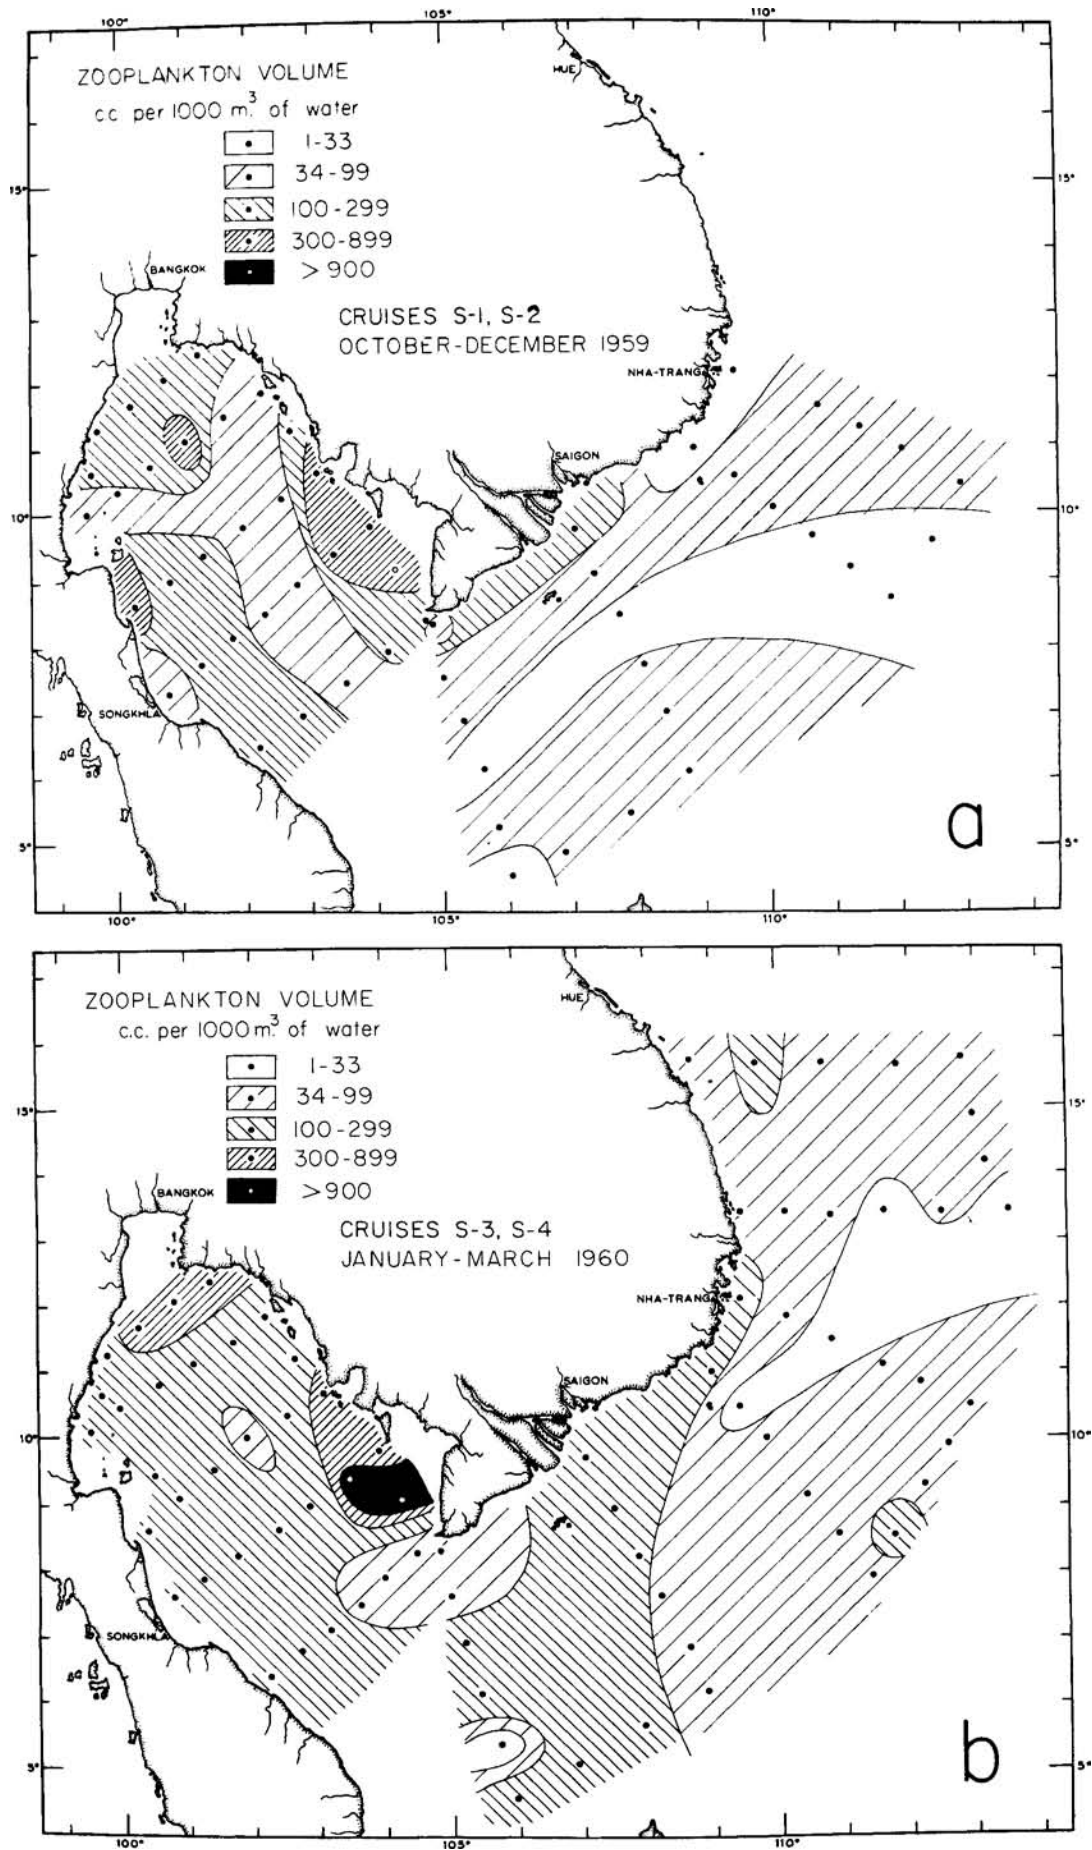 100°
105°
110°
HUE
ZOOPLANKTON VOLUME
c.c. per 1000 m.³ of water
1-33
34-99
100-299
300-899
> 900
15°
15°
BANGKOK
CRUISES S-1, S-2
OCTOBER-DECEMBER 1959
NHA-TRANG
SAIGON
10°
10°
SONGKHLA
a
5°
5°
100°
105°
110°
HUE
ZOOPLANKTON VOLUME
c.c. per 1000 m.³ of water
1-33
34-99
100-299
300-899
>900
15°
15°
BANGKOK
CRUISES S-3, S-4
JANUARY-MARCH 1960
NHA-TRANG
SAIGON
10°
10°
SONGKHLA
b
5°
5°
100°
105°
110°